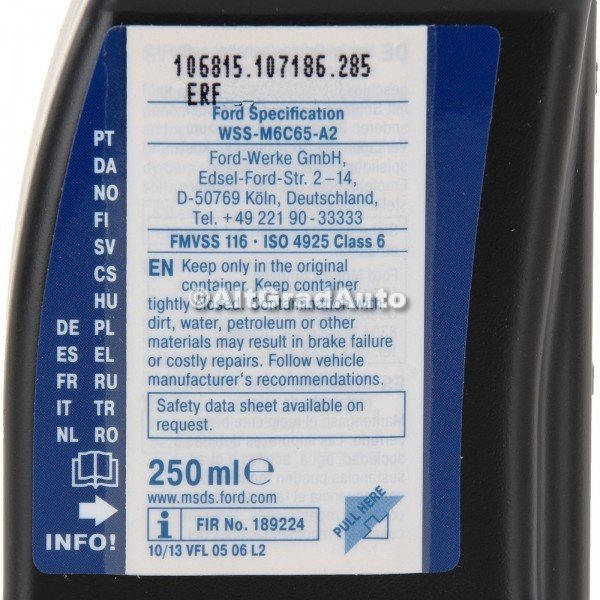 106815.107186.285
ERF
Ford Specification
WSS-M6C65-A2
Ford-Werke GmbH,
Edsel-Ford-Str. 2–14,
D-50769 Köln, Deutschland,
Tel. +49 221 90-33333
FMVSS 116 · ISO 4925 Class 6
EN Keep only in the original
container. Keep container
tightly closed. Contamination with
dirt, water, petroleum or other
materials may result in brake failure
or costly repairs. Follow vehicle
manufacturer's recommendations.
Safety data sheet available on
request.
250 ml e
www.msds.ford.com
i FIR No. 189224
10/13 VFL 05 06 L2
PULL HERE
PT
DA
NO
FI
SV
CS
HU
DE PL
ES EL
FR RU
IT TR
NL RO
INFO!
©AltGradAuto